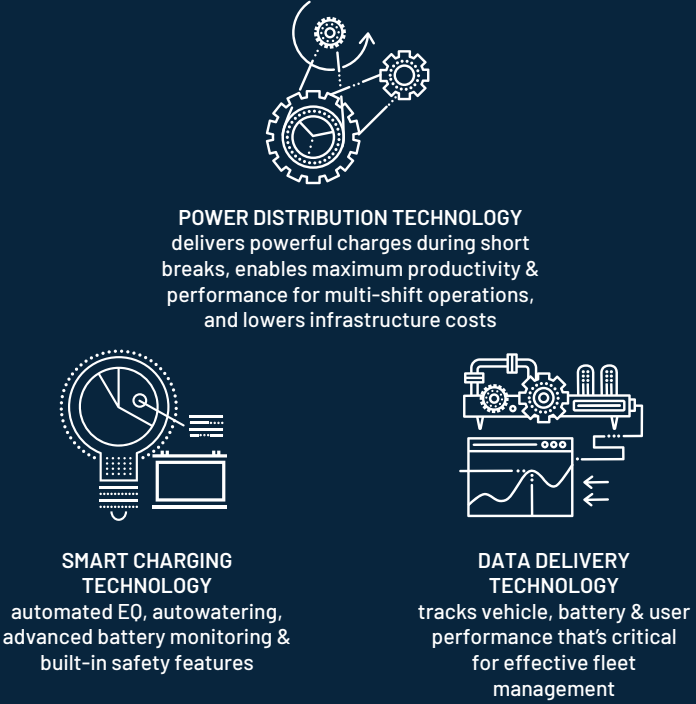 POWER DISTRIBUTION TECHNOLOGY
delivers powerful charges during short
breaks, enables maximum productivity &
performance for multi-shift operations,
and lowers infrastructure costs
SMART CHARGING
TECHNOLOGY
automated EQ, autowatering,
advanced battery monitoring &
built-in safety features
DATA DELIVERY
TECHNOLOGY
tracks vehicle, battery & user
performance that's critical
for effective fleet
management